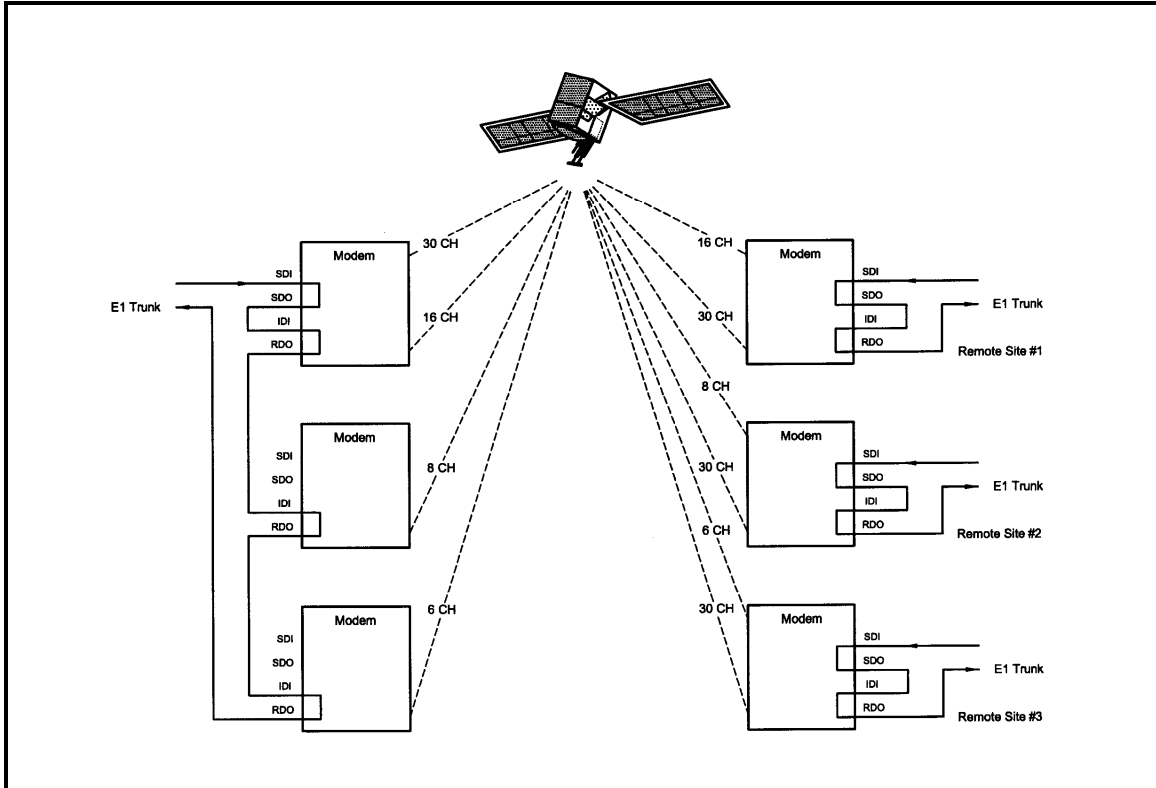 30 CH
16 CH
Modem
SDI
SDO
IDI
RDO
E1 Trunk
16 CH
30 CH
Modem
SDI
SDO
IDI
RDO
E1 Trunk
Remote Site #1
8 CH
Modem
SDI
SDO
IDI
RDO
8 CH
30 CH
Modem
SDI
SDO
IDI
RDO
E1 Trunk
Remote Site #2
6 CH
Modem
SDI
SDO
IDI
RDO
6 CH
30 CH
Modem
SDI
SDO
IDI
RDO
E1 Trunk
Remote Site #3